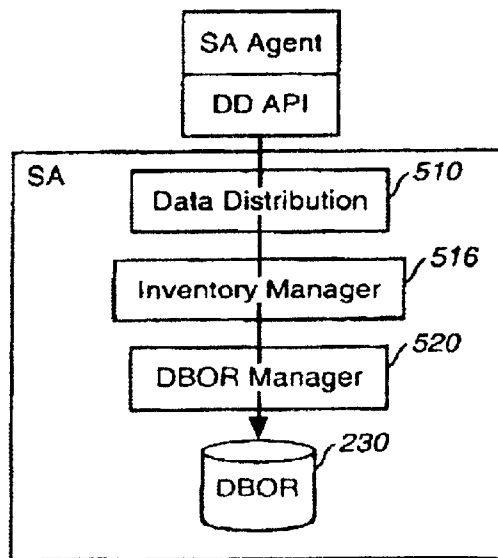 SA Agent
DD API
SA
510
Data Distribution
516
Inventory Manager
520
DBOR Manager
230
DBOR